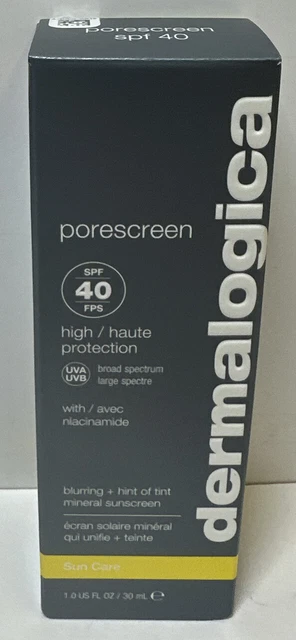 porescreen
spf 40
dermalogica
porescreen
SPF
40
FPS
high / haute
protection
UVA
UVB
broad spectrum
large spectre
with / avec
niacinamide
blurring + hint of tint
mineral sunscreen
écran solaire minéral
qui unifie + teinte
Sun Care
1.0 US FL OZ / 30 mL e